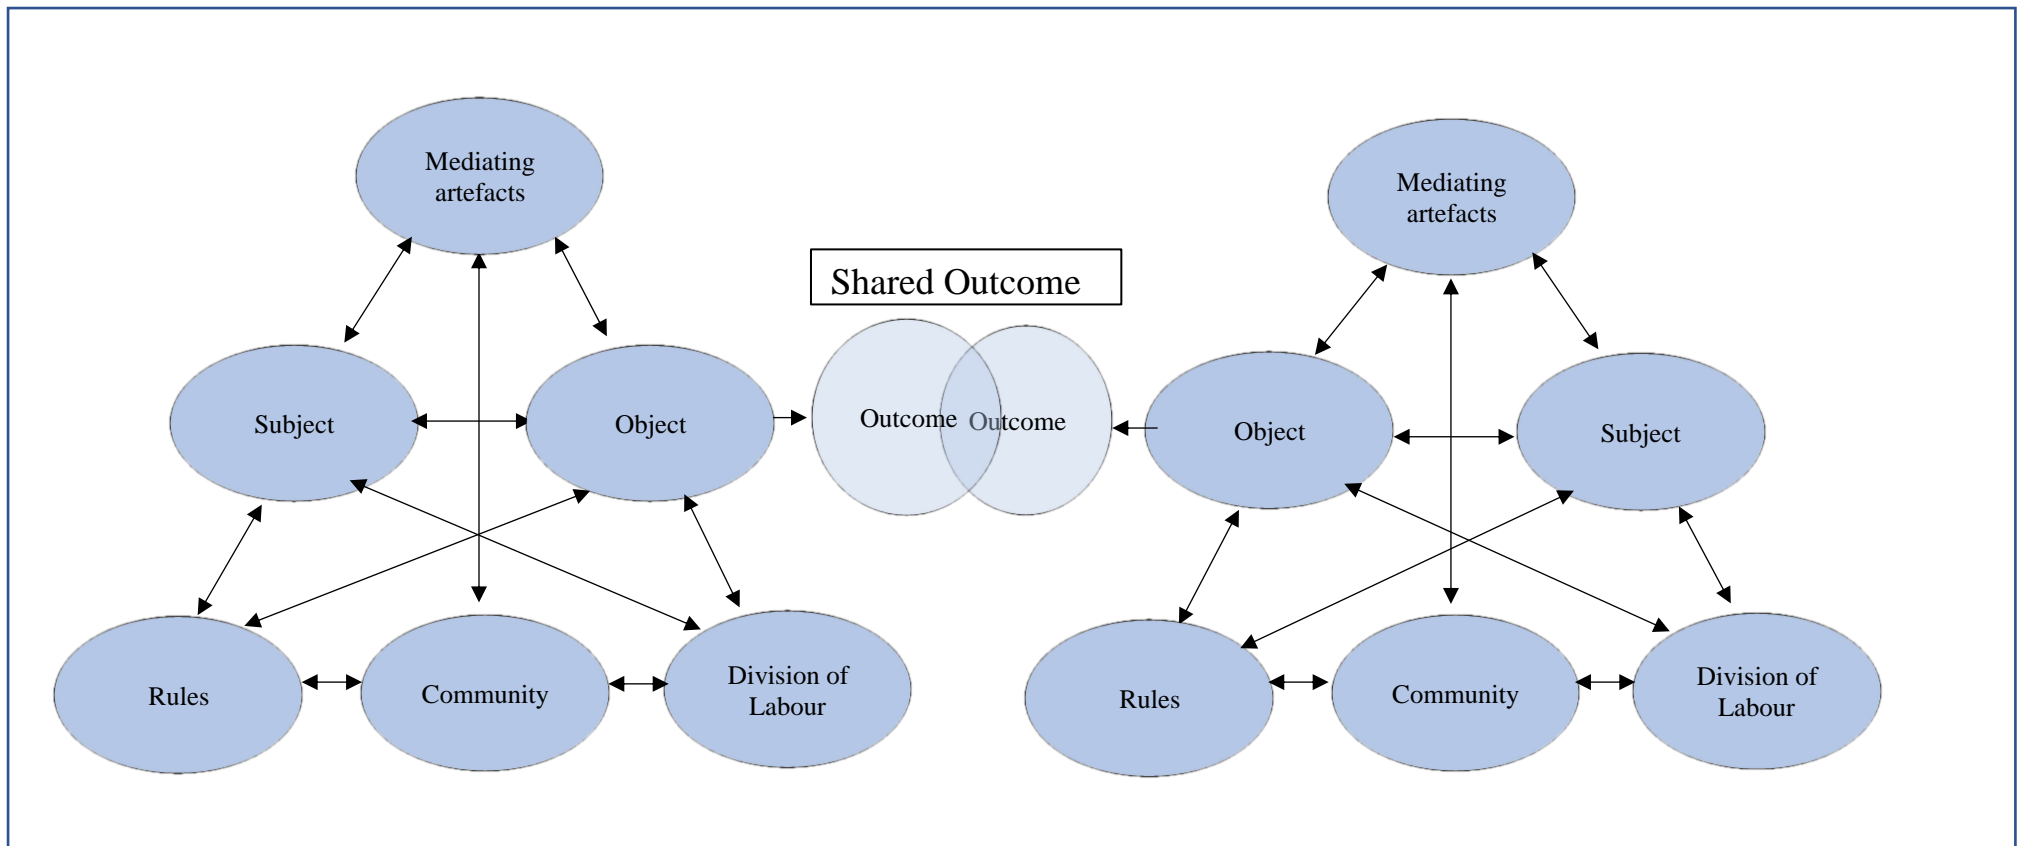 Mediating
artefacts
Mediating
artefacts
Shared Outcome
Subject
Object
Outcome
Outcome
Object
Subject
Rules
Community
Division of
Labour
Rules
Community
Division of
Labour